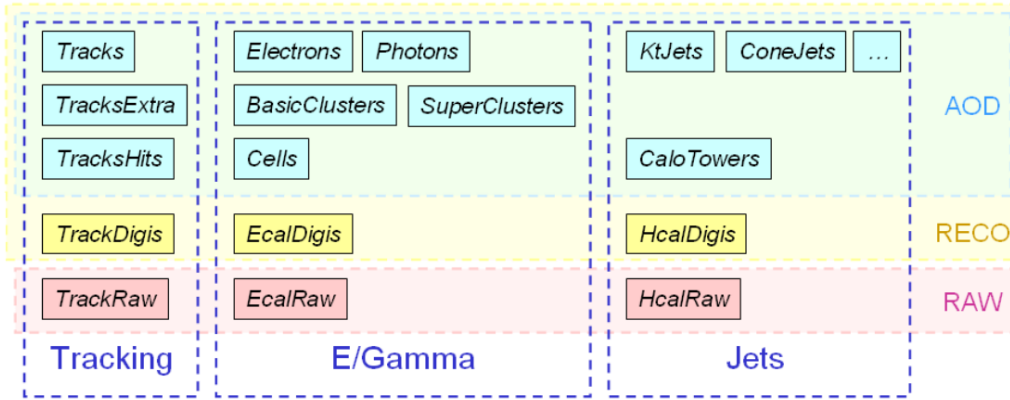 Tracks Electrons Photons KtJets ConeJets ...
TracksExtra BasicClusters SuperClusters AOD
TracksHits Cells CaloTowers
TrackDigis EcalDigis HcalDigis RECO
TrackRaw EcalRaw HcalRaw RAW
Tracking E/Gamma Jets